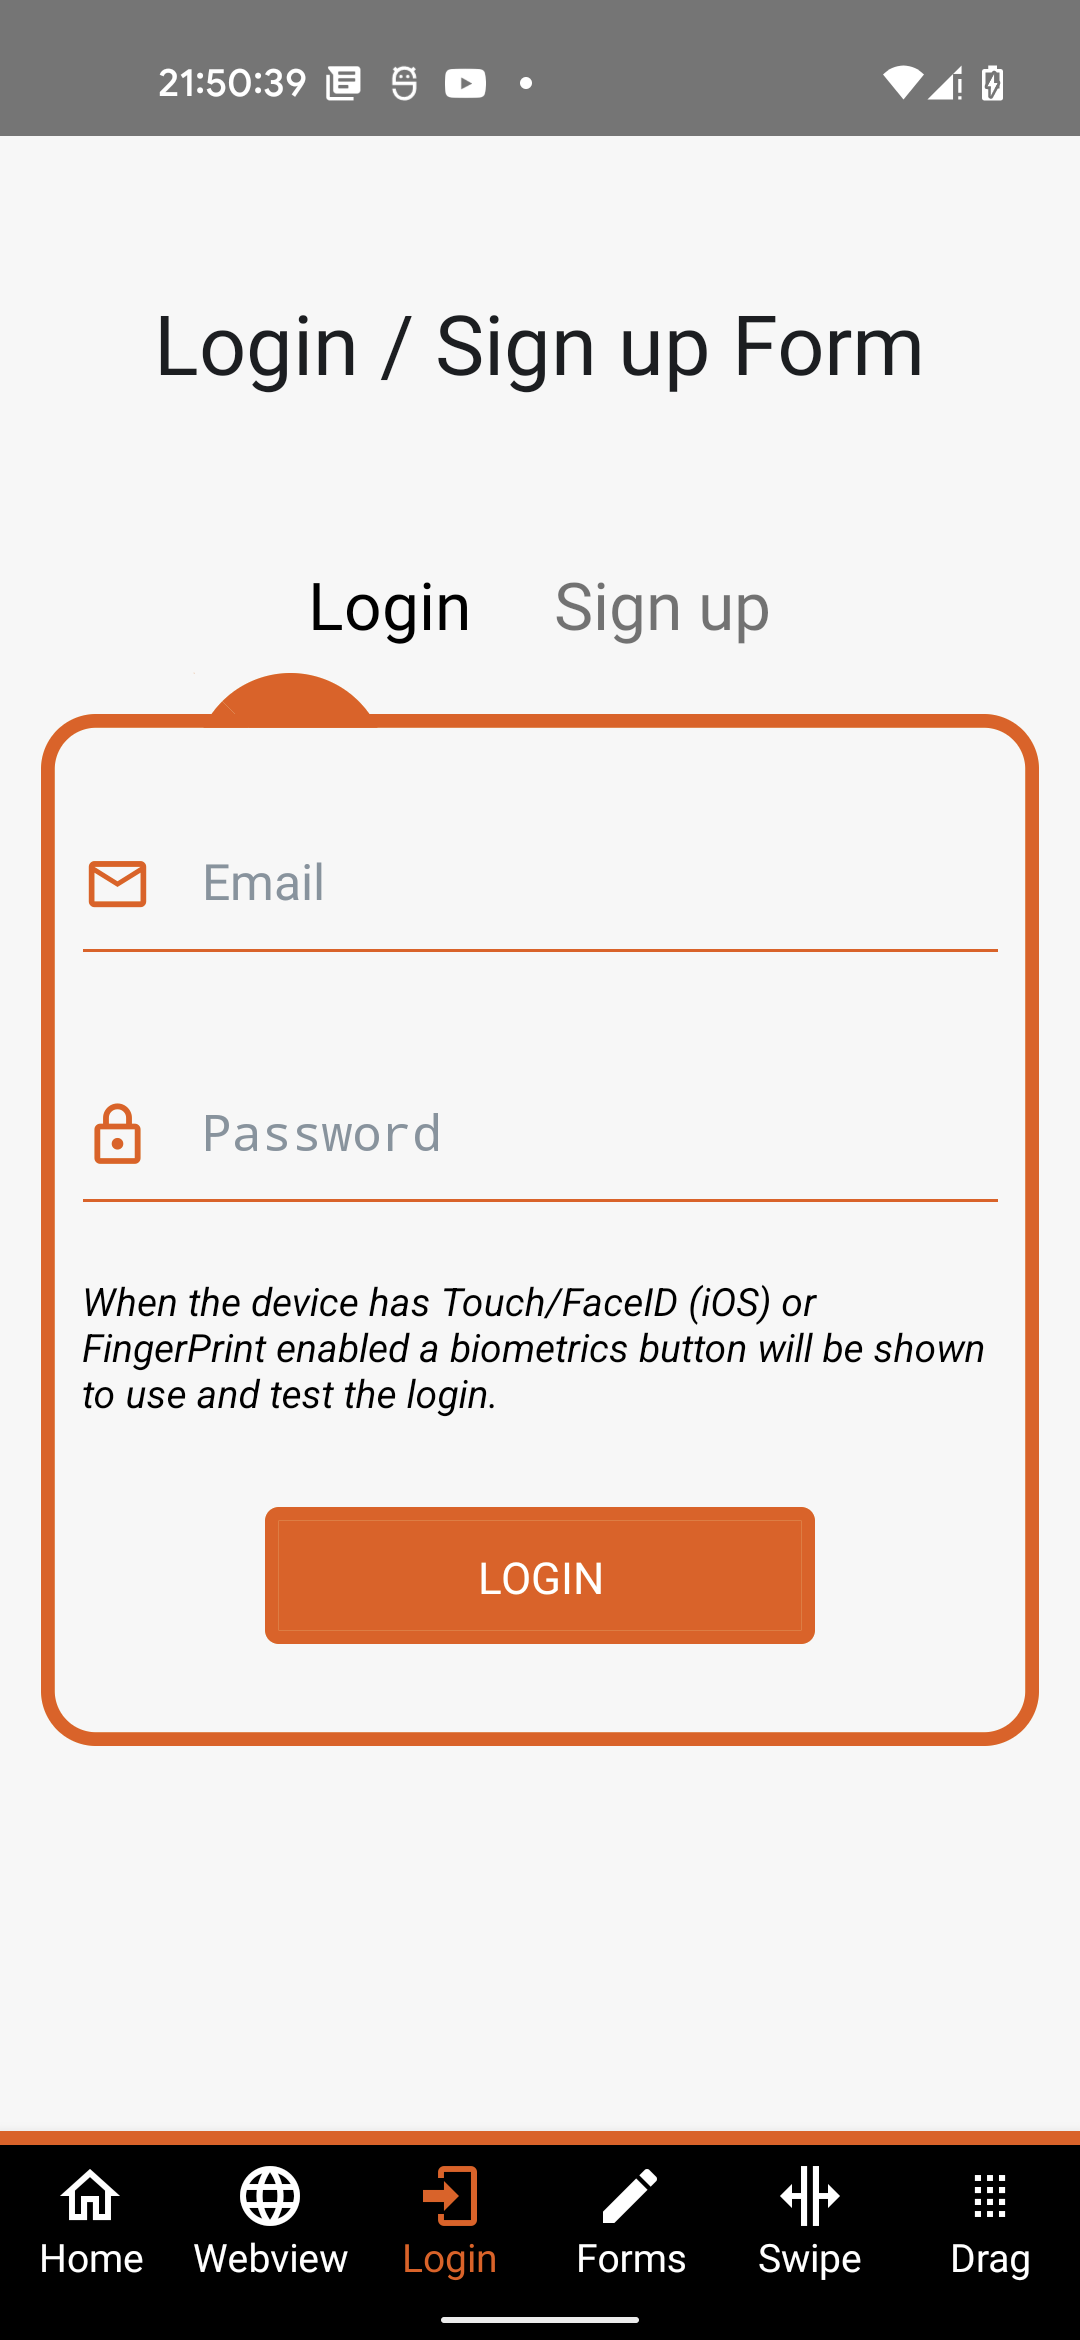 21:50:39
Login / Sign up Form
Login Sign up
Email
Password
When the device has Touch/FaceID (iOS) or
FingerPrint enabled a biometrics button will be shown
to use and test the login.
LOGIN
Home Webview Login Forms Swipe Drag